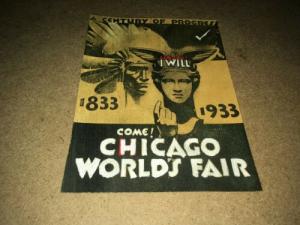 CENTURY OF PROGRESS
I WILL
1833
1933
COME!
CHICAGO
WORLD'S FAIR